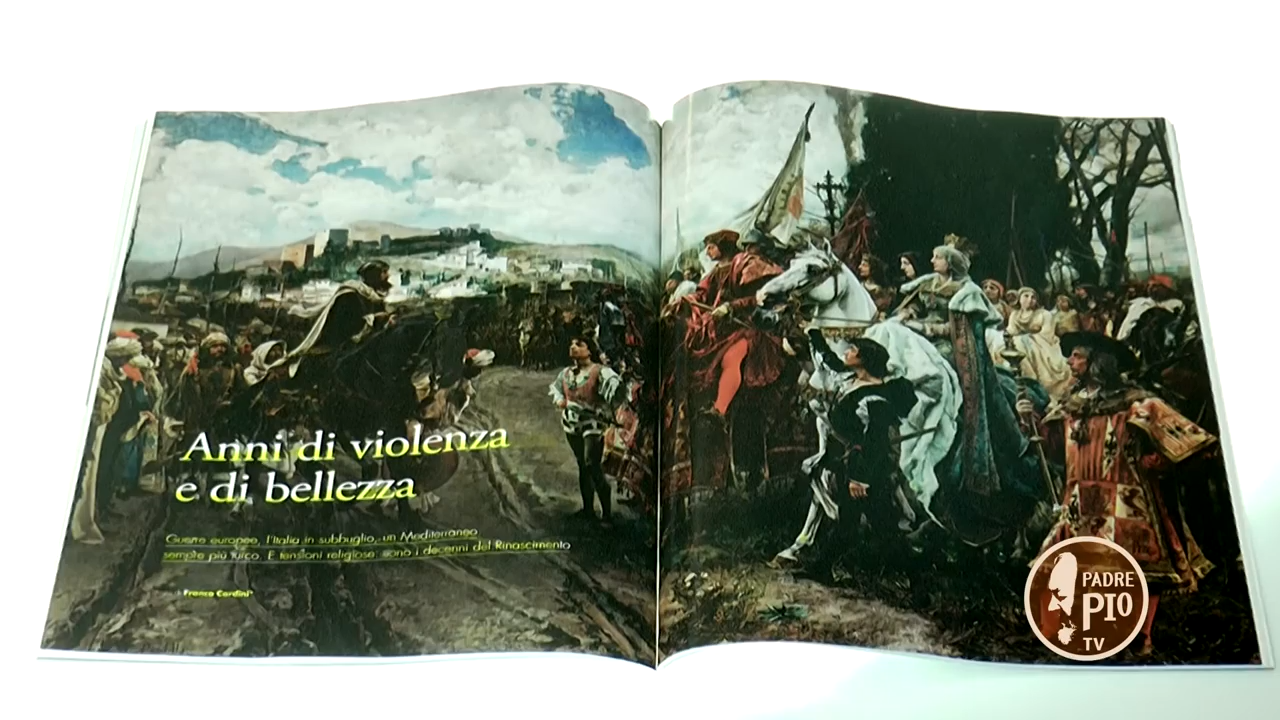 Anni di violenza
e di bellezza
Guerre europee, l'Italia in subbuglio, un Mediterraneo
sempre più turco. E tensioni religiose: sono i decenni del Rinascimento
di Franco Cardini*
PADRE
PIO
TV